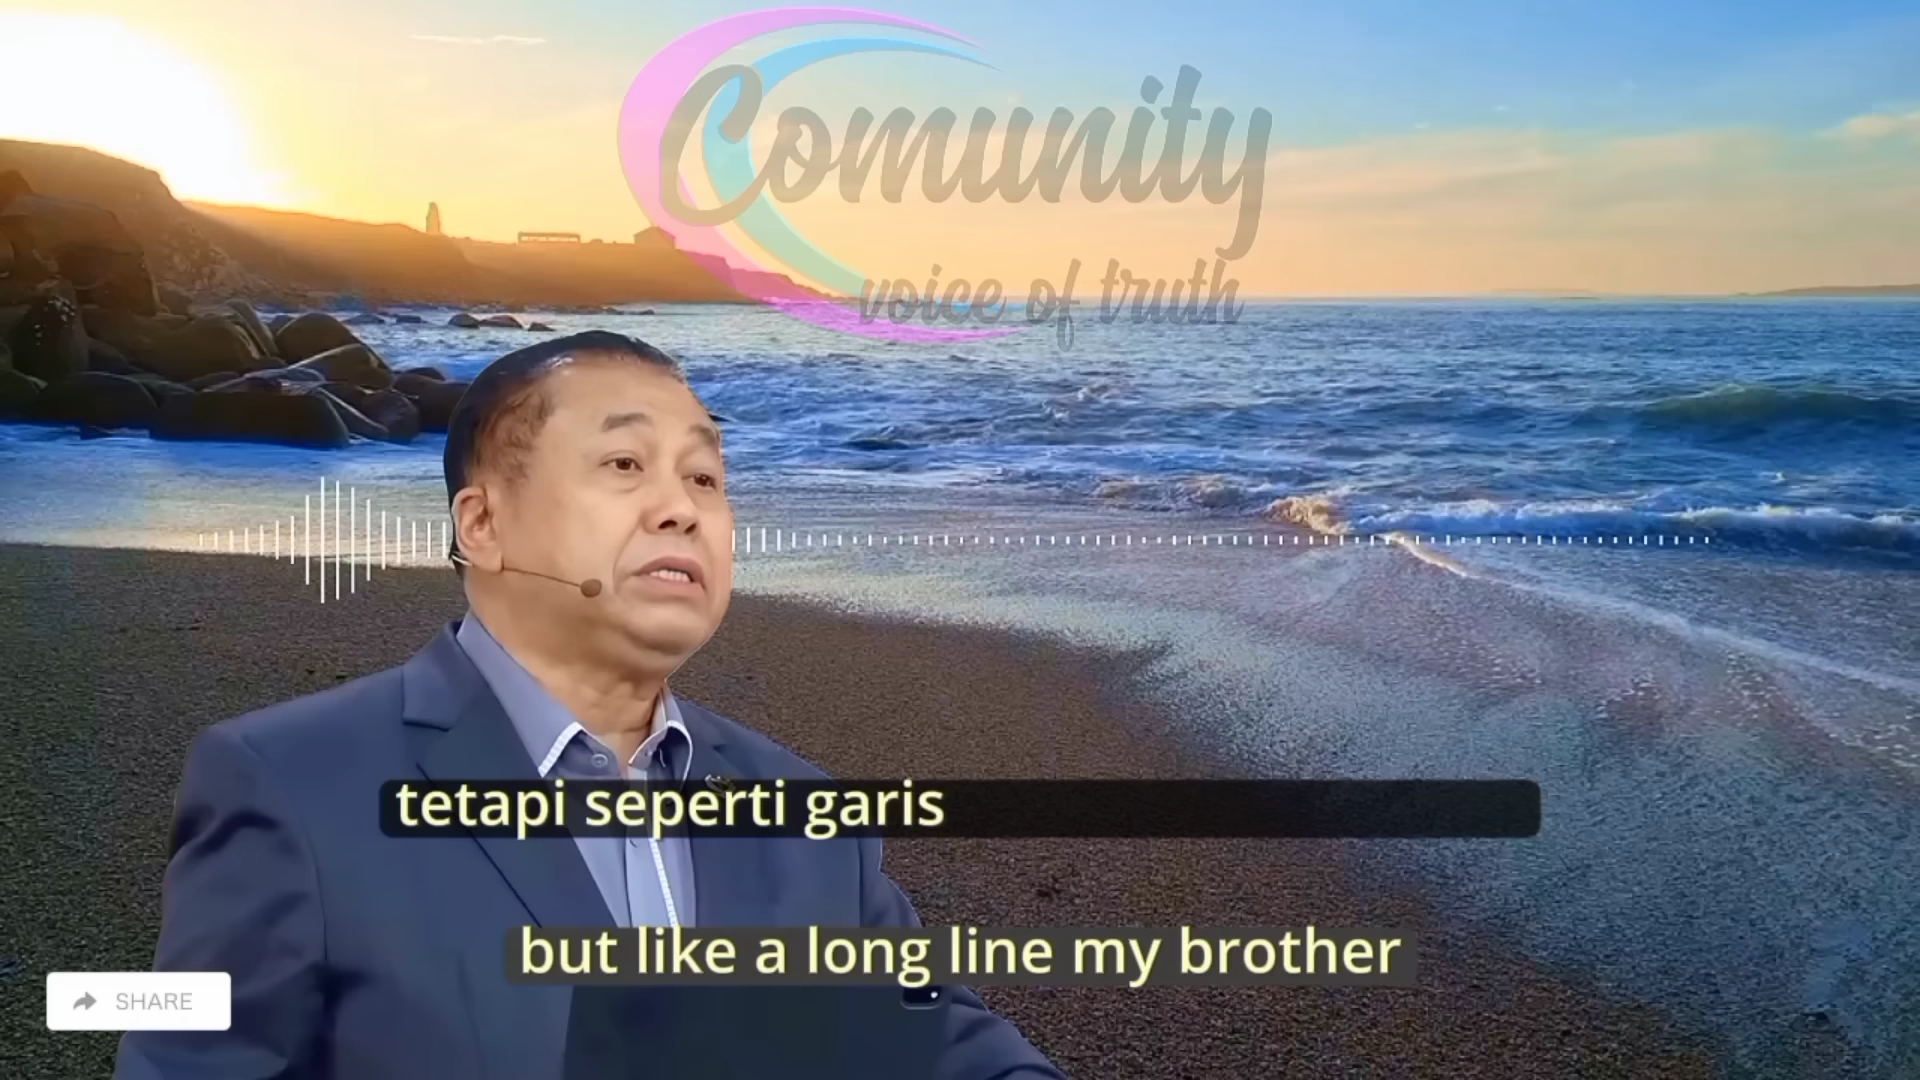 Comunity
voice of truth
tetapi seperti garis
but like a long line my brother
SHARE